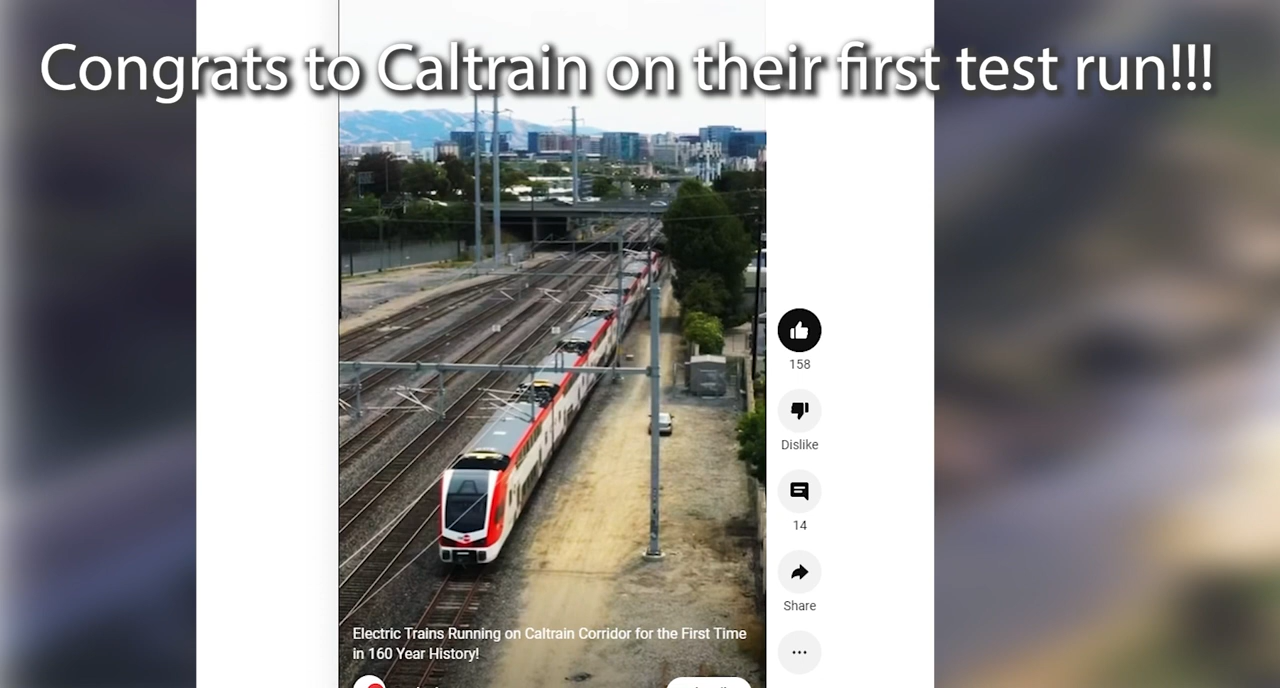 Congrats to Caltrain on their first test run!!!
158
Dislike
14
Share
Electric Trains Running on Caltrain Corridor for the First Time
in 160 Year History!